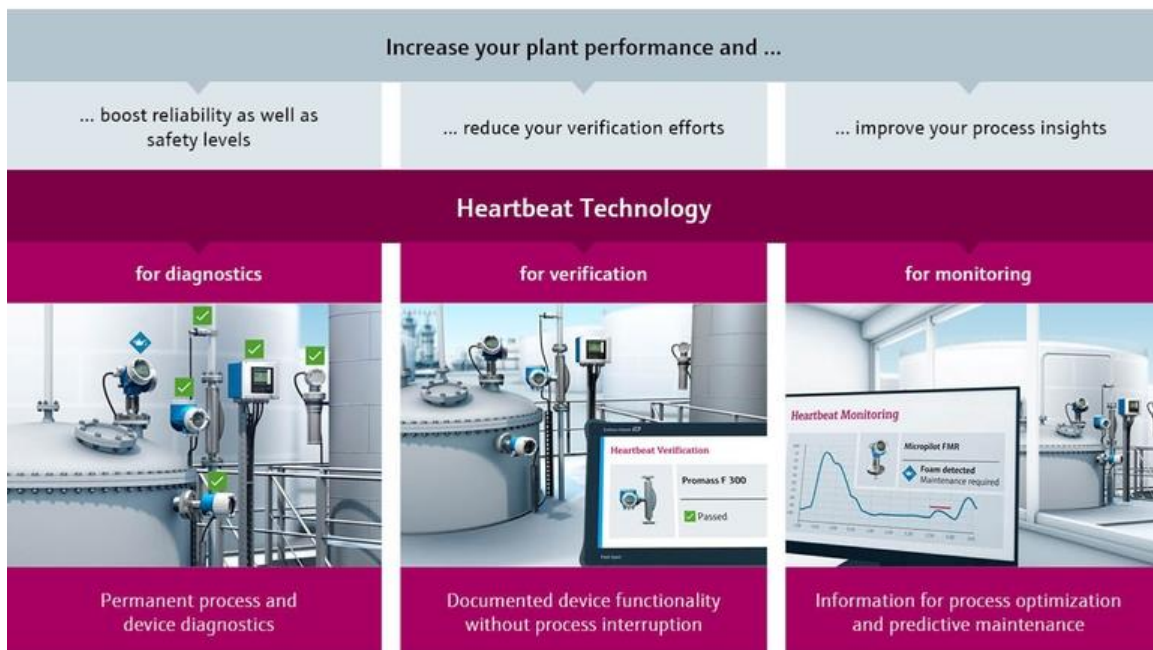 Increase your plant performance and ...
... boost reliability as well as
safety levels
... reduce your verification efforts
... improve your process insights
Heartbeat Technology
for diagnostics
for verification
for monitoring
Heartbeat Verification
Promass F 300
Passed
Heartbeat Monitoring
Micropilot FMR
Foam detected
Maintenance required
Permanent process and
device diagnostics
Documented device functionality
without process interruption
Information for process optimization
and predictive maintenance